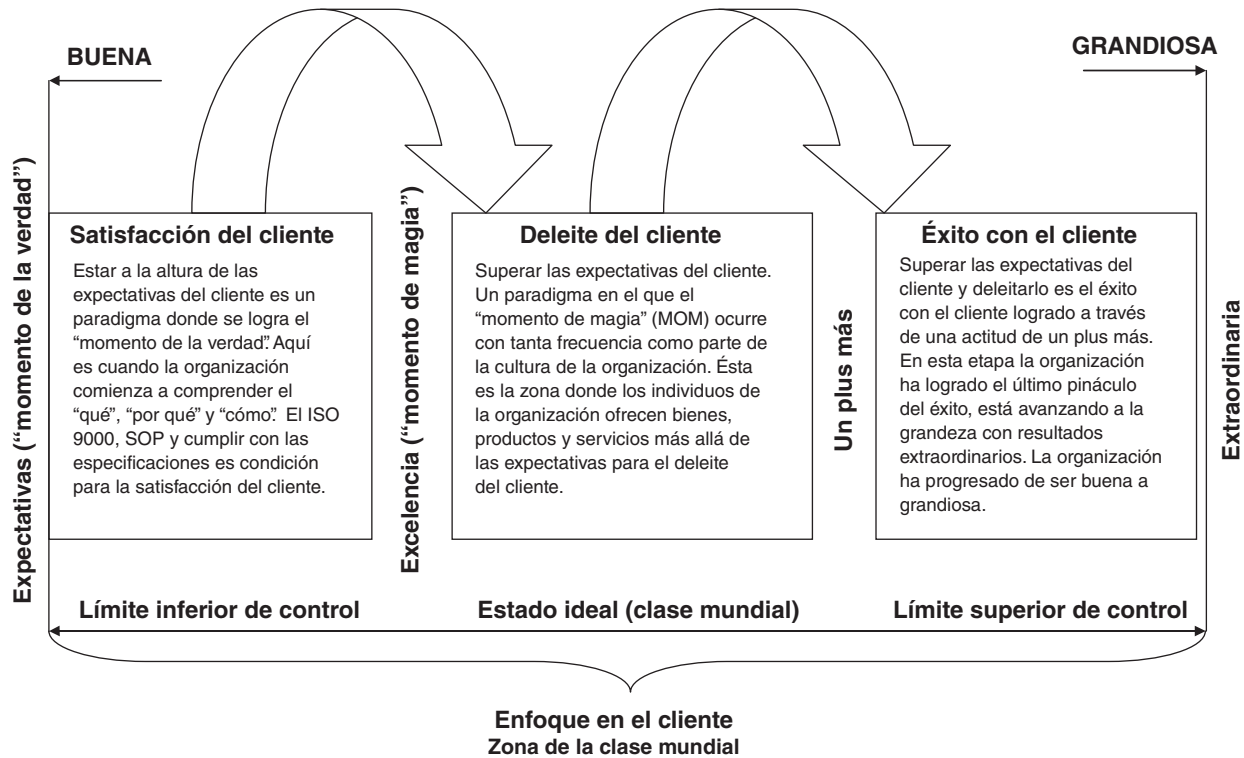 BUENA
GRANDIOSA
Expectativas (“momento de la verdad”)
Satisfacción del cliente
Estar a la altura de las
expectativas del cliente es un
paradigma donde se logra el
“momento de la verdad”. Aquí
es cuando la organización
comienza a comprender el
“qué”, “por qué” y “cómo”. El ISO
9000, SOP y cumplir con las
especificaciones es condición
para la satisfacción del cliente.
Excelencia (“momento de magia”)
Deleite del cliente
Superar las expectativas del cliente.
Un paradigma en el que el
“momento de magia” (MOM) ocurre
con tanta frecuencia como parte de
la cultura de la organización. Ésta
es la zona donde los individuos de
la organización ofrecen bienes,
productos y servicios más allá de
las expectativas para el deleite
del cliente.
Un plus más
Éxito con el cliente
Superar las expectativas del
cliente y deleitarlo es el éxito
con el cliente logrado a través
de una actitud de un plus más.
En esta etapa la organización
ha logrado el último pináculo
del éxito, está avanzando a la
grandeza con resultados
extraordinarios. La organización
ha progresado de ser buena a
grandiosa.
Extraordinaria
Límite inferior de control
Estado ideal (clase mundial)
Límite superior de control
Enfoque en el cliente
Zona de la clase mundial